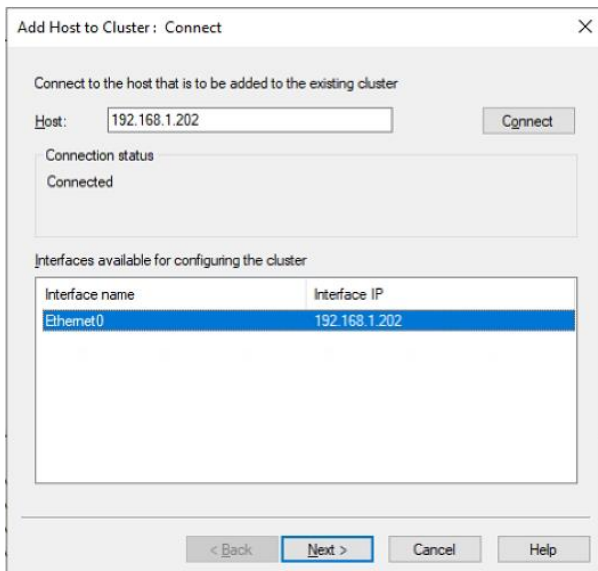 Add Host to Cluster: Connect
Connect to the host that is to be added to the existing cluster
Host: 192.168.1.202 Connect
Connection status
Connected
Interfaces available for configuring the cluster
Interface name Interface IP
Ethernet0 192.168.1.202
< Back Next > Cancel Help